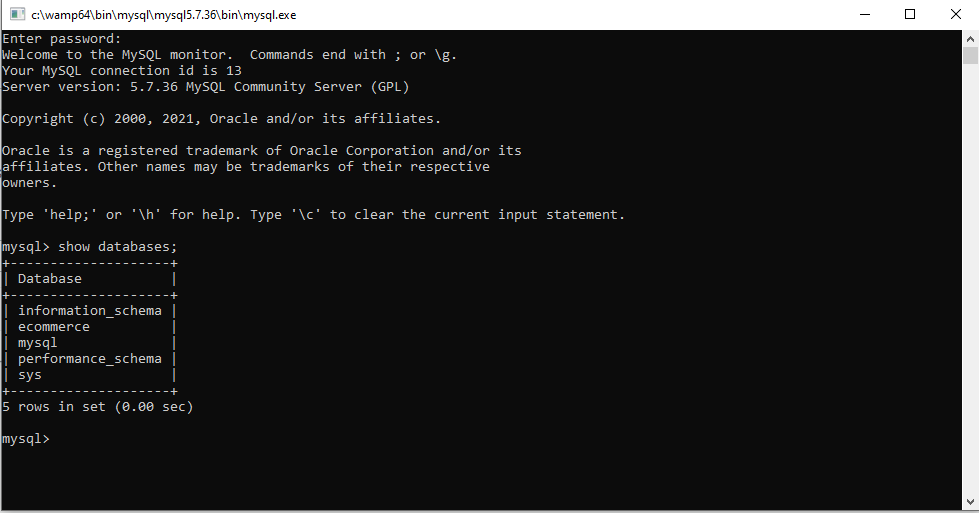 c:\wamp64\bin\mysql\mysql5.7.36\bin\mysql.exe
Enter password:
Welcome to the MySQL monitor.  Commands end with ; or \g.
Your MySQL connection id is 13
Server version: 5.7.36 MySQL Community Server (GPL)

Copyright (c) 2000, 2021, Oracle and/or its affiliates.

Oracle is a registered trademark of Oracle Corporation and/or its
affiliates. Other names may be trademarks of their respective
owners.

Type 'help;' or '\h' for help. Type '\c' to clear the current input statement.

mysql> show databases;
+--------------------+
| Database           |
+--------------------+
| information_schema |
| ecommerce          |
| mysql              |
| performance_schema |
| sys                |
+--------------------+
5 rows in set (0.00 sec)

mysql>